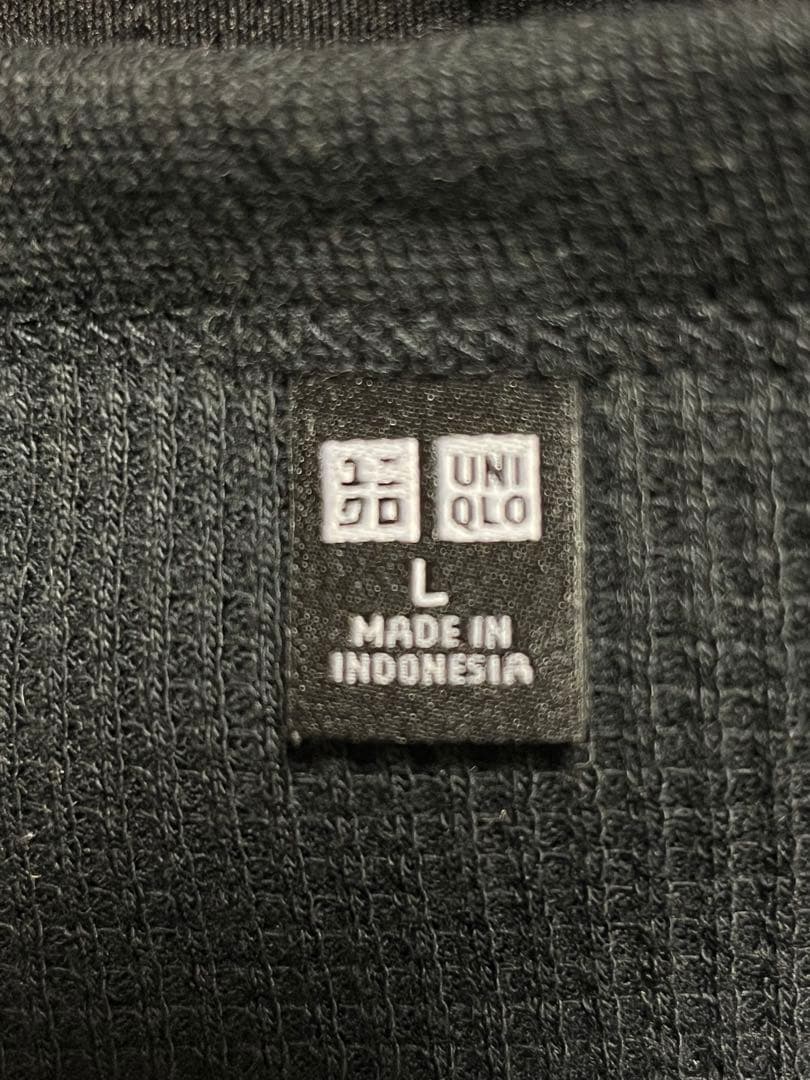 ユニ UNI
クロ QLO
L
MADE IN
INDONESIA